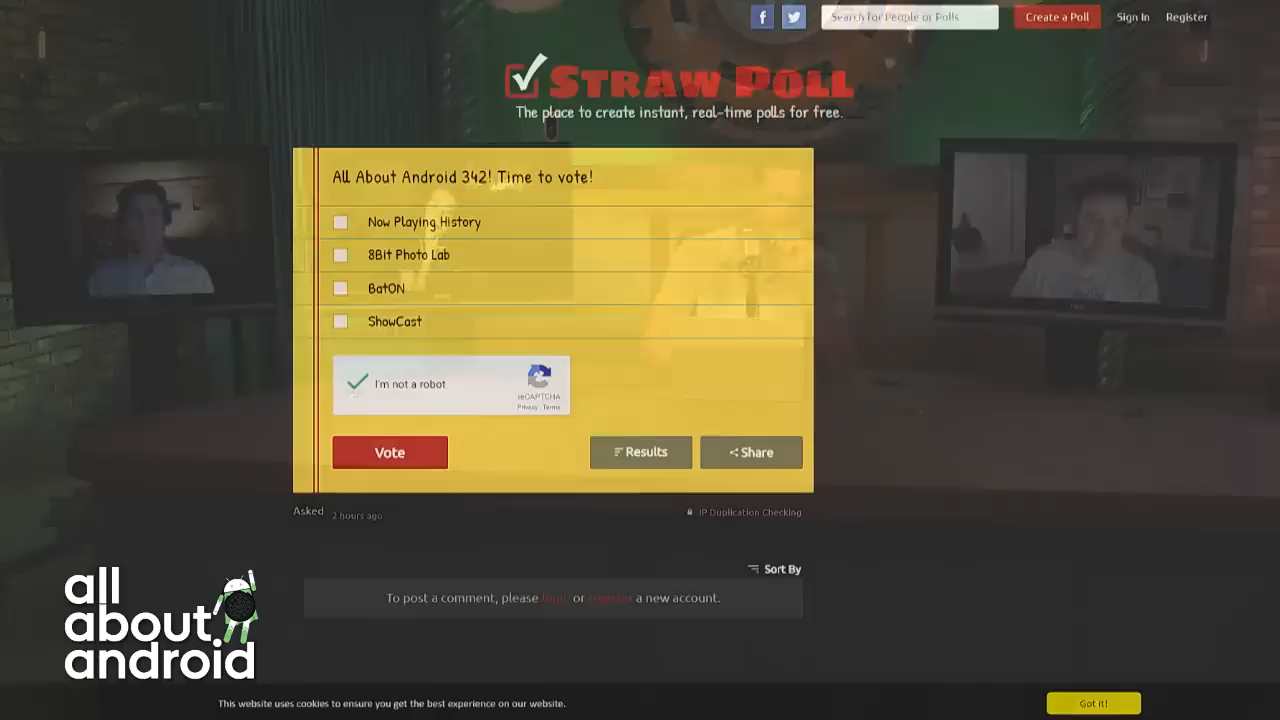 Search for People or Polls
Create a Poll
Sign In
Register
STRAW POLL
The place to create instant, real-time polls for free.
All About Android 342! Time to vote!
Now Playing History
8Bit Photo Lab
BatON
ShowCast
I'm not a robot
reCAPTCHA
Privacy - Terms
Vote
Results
Share
Asked 2 hours ago
IP Duplication Checking
Sort By
To post a comment, please login or register a new account.
all
about
android
This website uses cookies to ensure you get the best experience on our website.
Got it!